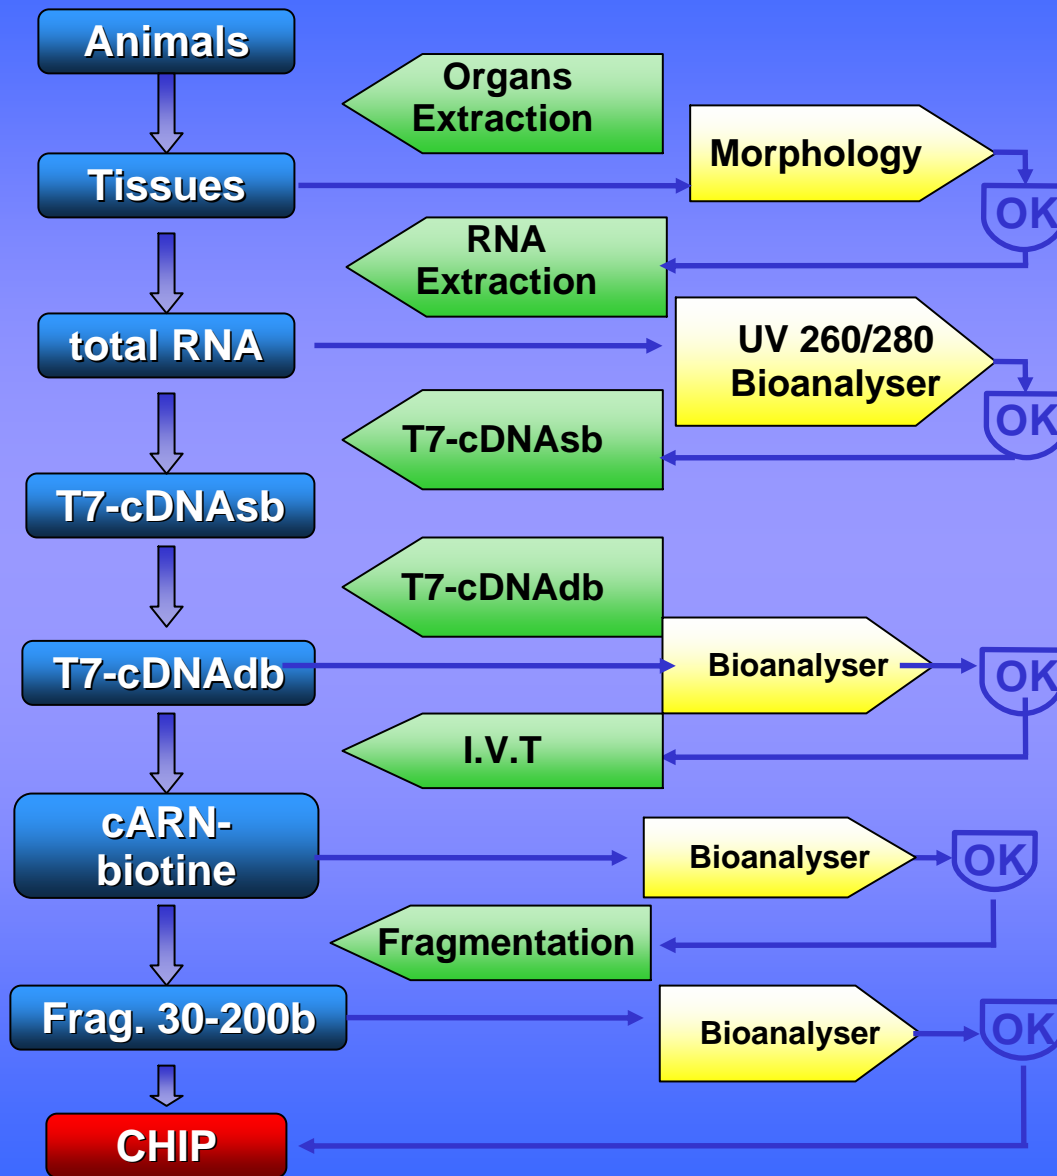 Animals
Organs
Extraction
Morphology
Tissues
OK
RNA
Extraction
total RNA
UV 260/280
Bioanalyser
OK
T7-cDNAsb
T7-cDNAsb
T7-cDNAdb
T7-cDNAdb
Bioanalyser
OK
I.V.T
cARN-
biotine
Bioanalyser
OK
Fragmentation
Frag. 30-200b
Bioanalyser
OK
CHIP